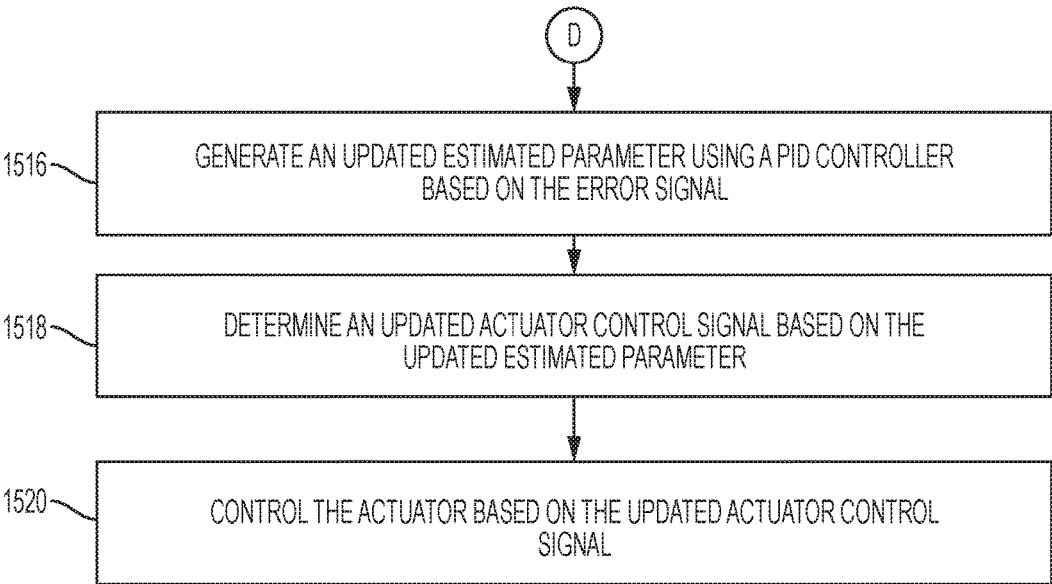 D
1516
GENERATE AN UPDATED ESTIMATED PARAMETER USING A PID CONTROLLER
BASED ON THE ERROR SIGNAL
1518
DETERMINE AN UPDATED ACTUATOR CONTROL SIGNAL BASED ON THE
UPDATED ESTIMATED PARAMETER
1520
CONTROL THE ACTUATOR BASED ON THE UPDATED ACTUATOR CONTROL
SIGNAL